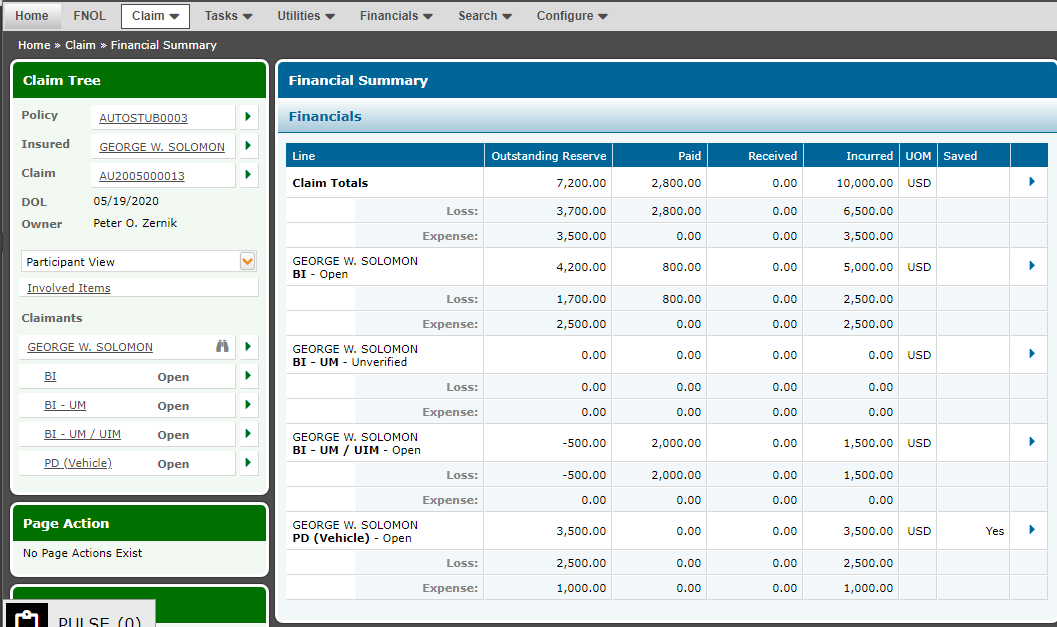 Home FNOL Claim Tasks Utilities Financials Search Configure
Home » Claim » Financial Summary
Claim Tree
Policy AUTOSTUB0003
Insured GEORGE W. SOLOMON
Claim AU2005000013
DOL 05/19/2020
Owner Peter O. Zernik
Participant View
Involved Items
Claimants
GEORGE W. SOLOMON
BI Open
BI - UM Open
BI - UM / UIM Open
PD (Vehicle) Open
Page Action
No Page Actions Exist
PULSE (0)
Financial Summary
Financials
Line Outstanding Reserve Paid Received Incurred UOM Saved
Claim Totals 7,200.00 2,800.00 0.00 10,000.00 USD
Loss: 3,700.00 2,800.00 0.00 6,500.00
Expense: 3,500.00 0.00 0.00 3,500.00
GEORGE W. SOLOMON
BI - Open 4,200.00 800.00 0.00 5,000.00 USD
Loss: 1,700.00 800.00 0.00 2,500.00
Expense: 2,500.00 0.00 0.00 2,500.00
GEORGE W. SOLOMON
BI - UM - Unverified 0.00 0.00 0.00 0.00 USD
Loss: 0.00 0.00 0.00 0.00
Expense: 0.00 0.00 0.00 0.00
GEORGE W. SOLOMON
BI - UM / UIM - Open -500.00 2,000.00 0.00 1,500.00 USD
Loss: -500.00 2,000.00 0.00 1,500.00
Expense: 0.00 0.00 0.00 0.00
GEORGE W. SOLOMON
PD (Vehicle) - Open 3,500.00 0.00 0.00 3,500.00 USD Yes
Loss: 2,500.00 0.00 0.00 2,500.00
Expense: 1,000.00 0.00 0.00 1,000.00